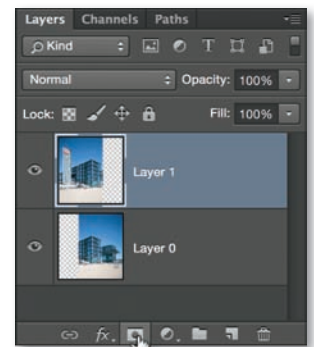 Layers Channels Paths
Kind T
Normal Opacity: 100%
Lock: Fill: 100%
Layer 1
Layer 0
fx